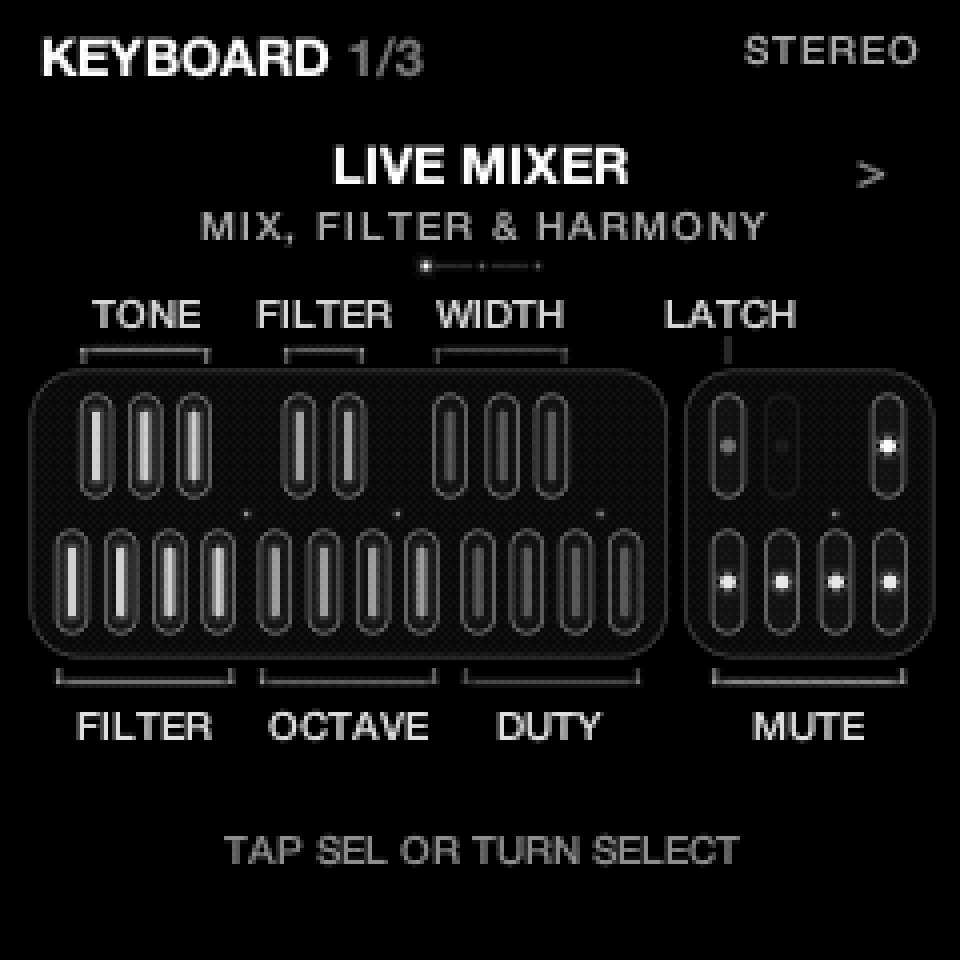 KEYBOARD 1/3 STEREO
LIVE MIXER >
MIX, FILTER & HARMONY
TONE FILTER WIDTH LATCH
FILTER OCTAVE DUTY MUTE
TAP SEL OR TURN SELECT